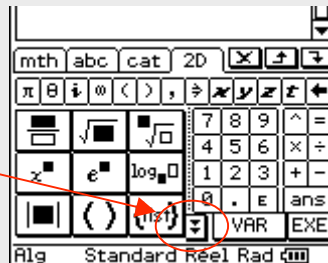 mth abc cat 2D
π θ i ∞ ( ) , ⇒ x y z t ←
√■ ■√□ 7 8 9 ^ =
4 5 6 × ÷
x■ e■ log■□ 1 2 3 + −
|■| ( ) 0 . E ans
VAR EXE
Alg Standard Reel Rad